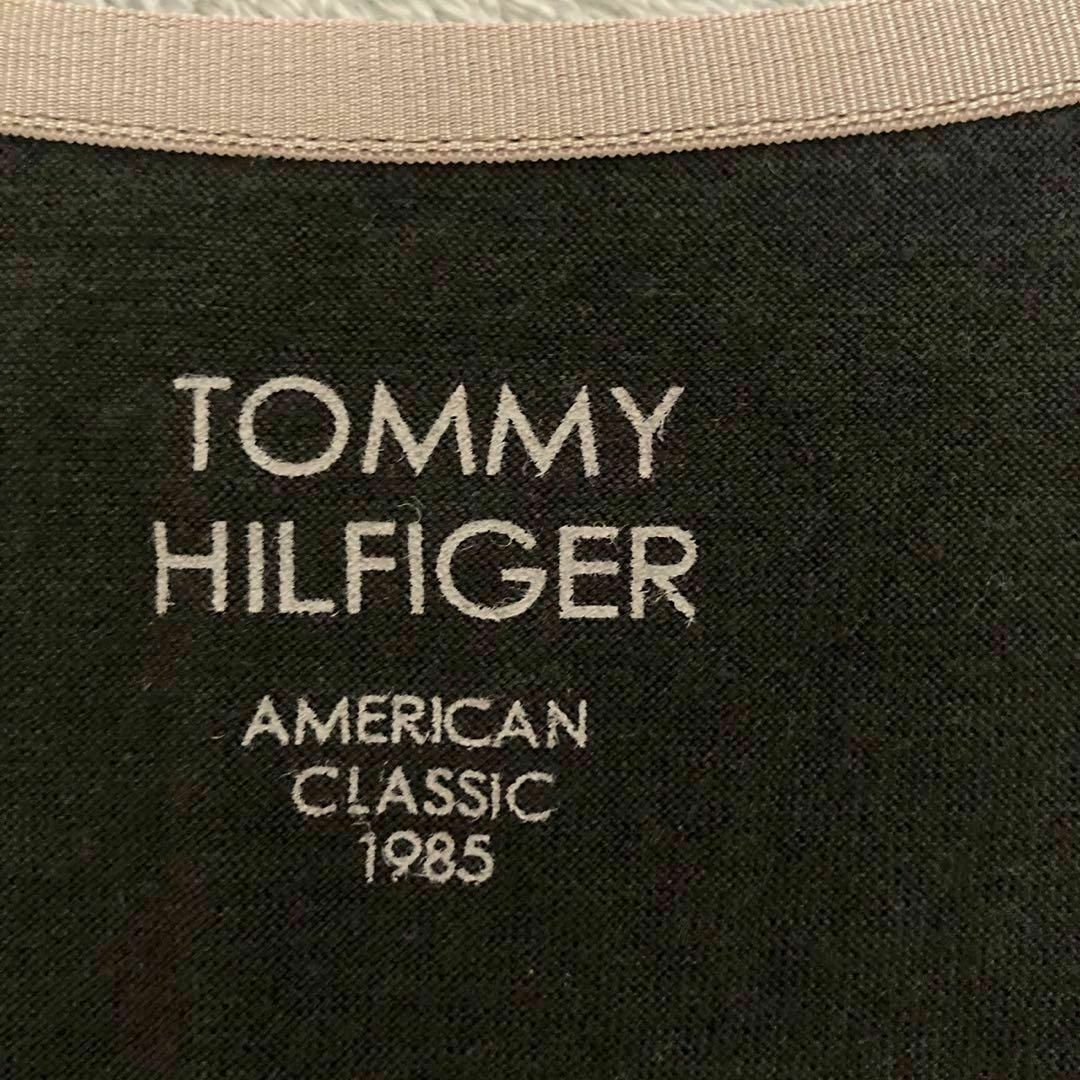 TOMMY
HILFIGER
AMERICAN
CLASSIC
1985